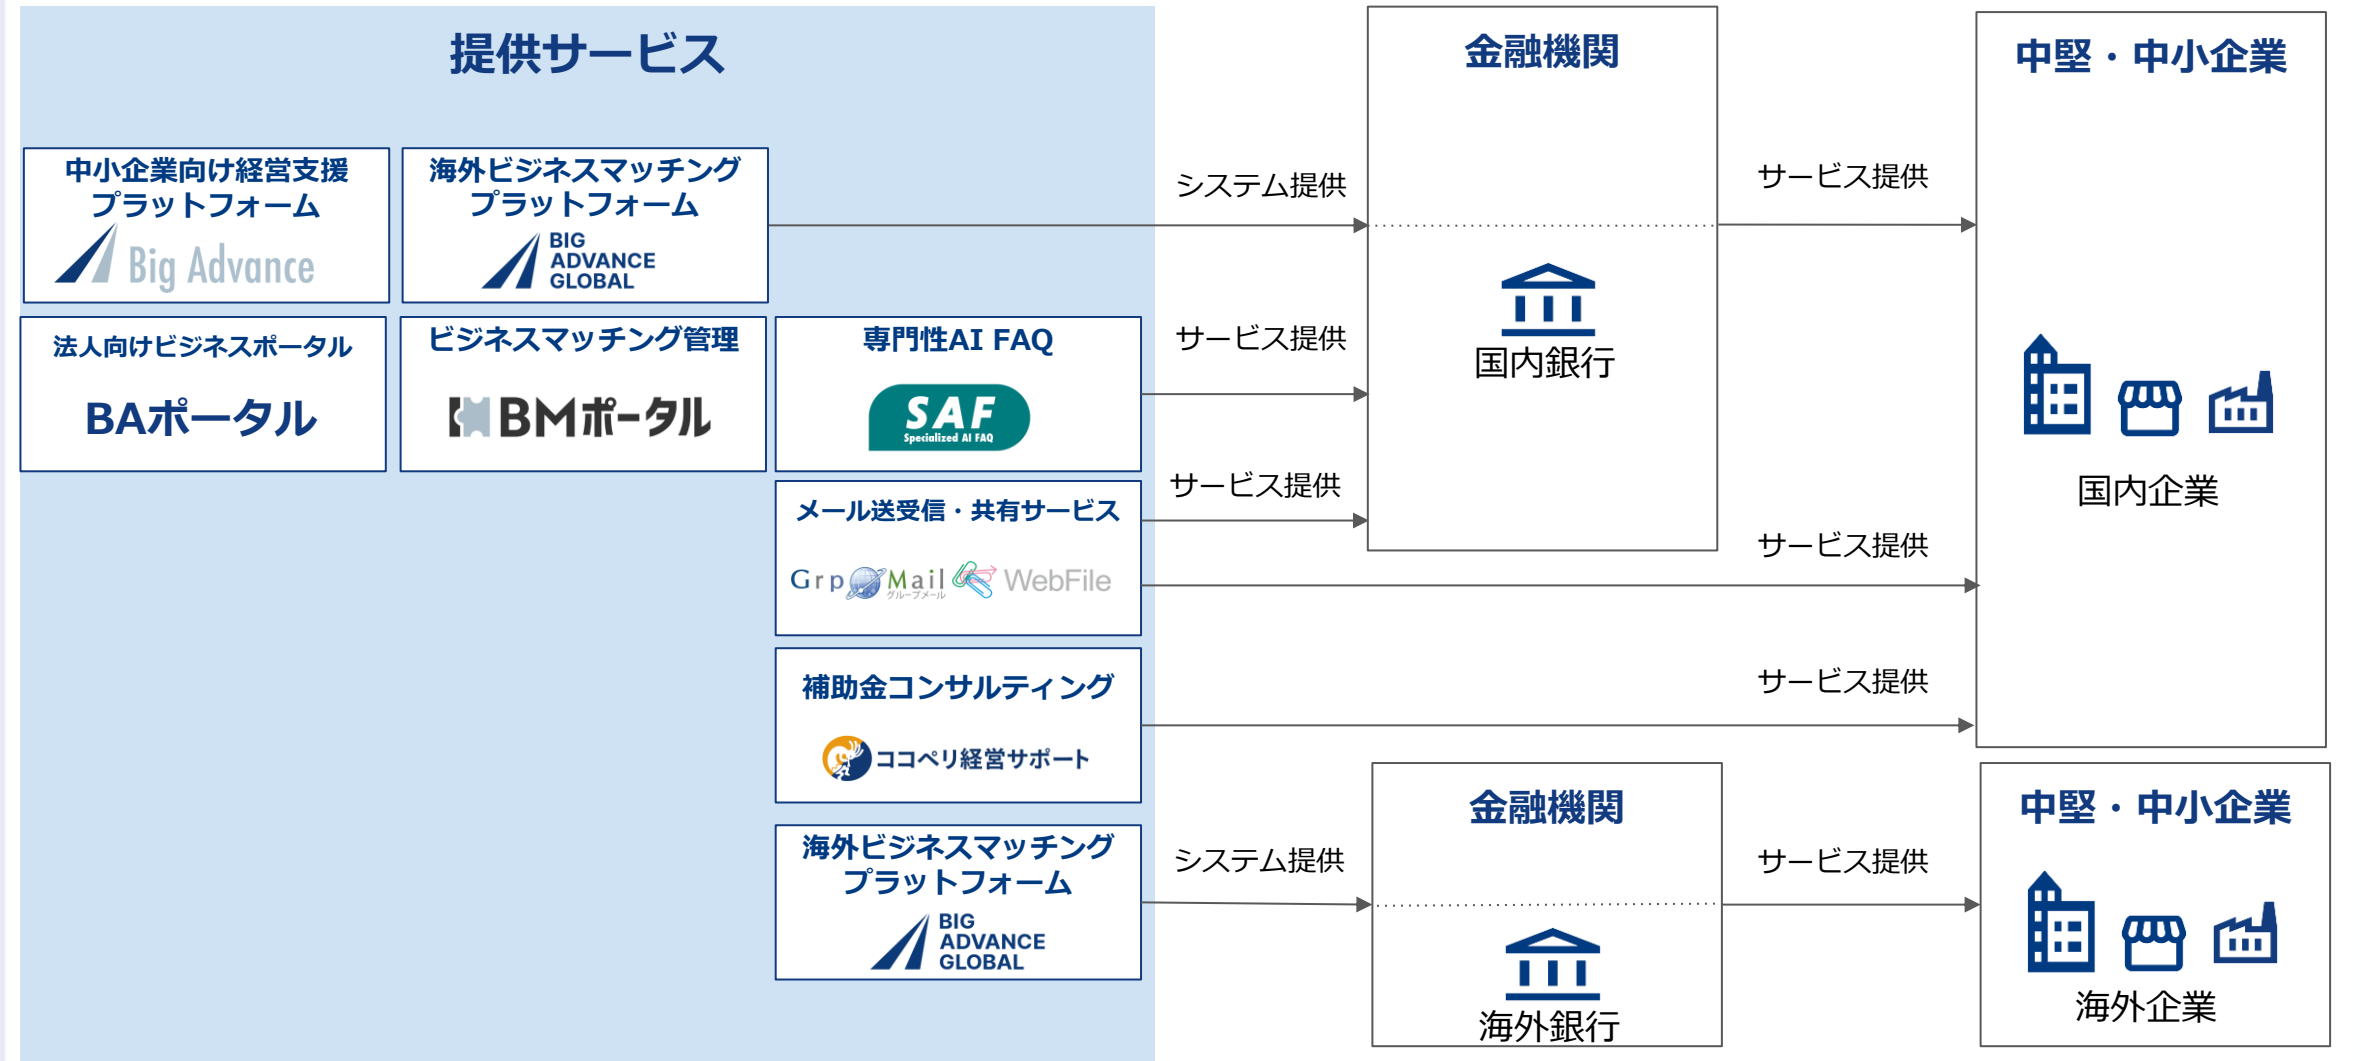 提供サービス
金融機関
中堅・中小企業
中小企業向け経営支援
プラットフォーム
Big Advance
海外ビジネスマッチング
プラットフォーム
BIG
ADVANCE
GLOBAL
システム提供
サービス提供
法人向けビジネスポータル
BAポータル
ビジネスマッチング管理
BMポータル
専門性AI FAQ
SAF
Specialized AI FAQ
サービス提供
国内銀行
国内企業
メール送受信・共有サービス
Grp Mail
グループメール
WebFile
サービス提供
サービス提供
補助金コンサルティング
ココペリ経営サポート
サービス提供
海外ビジネスマッチング
プラットフォーム
BIG
ADVANCE
GLOBAL
システム提供
金融機関
海外銀行
サービス提供
中堅・中小企業
海外企業